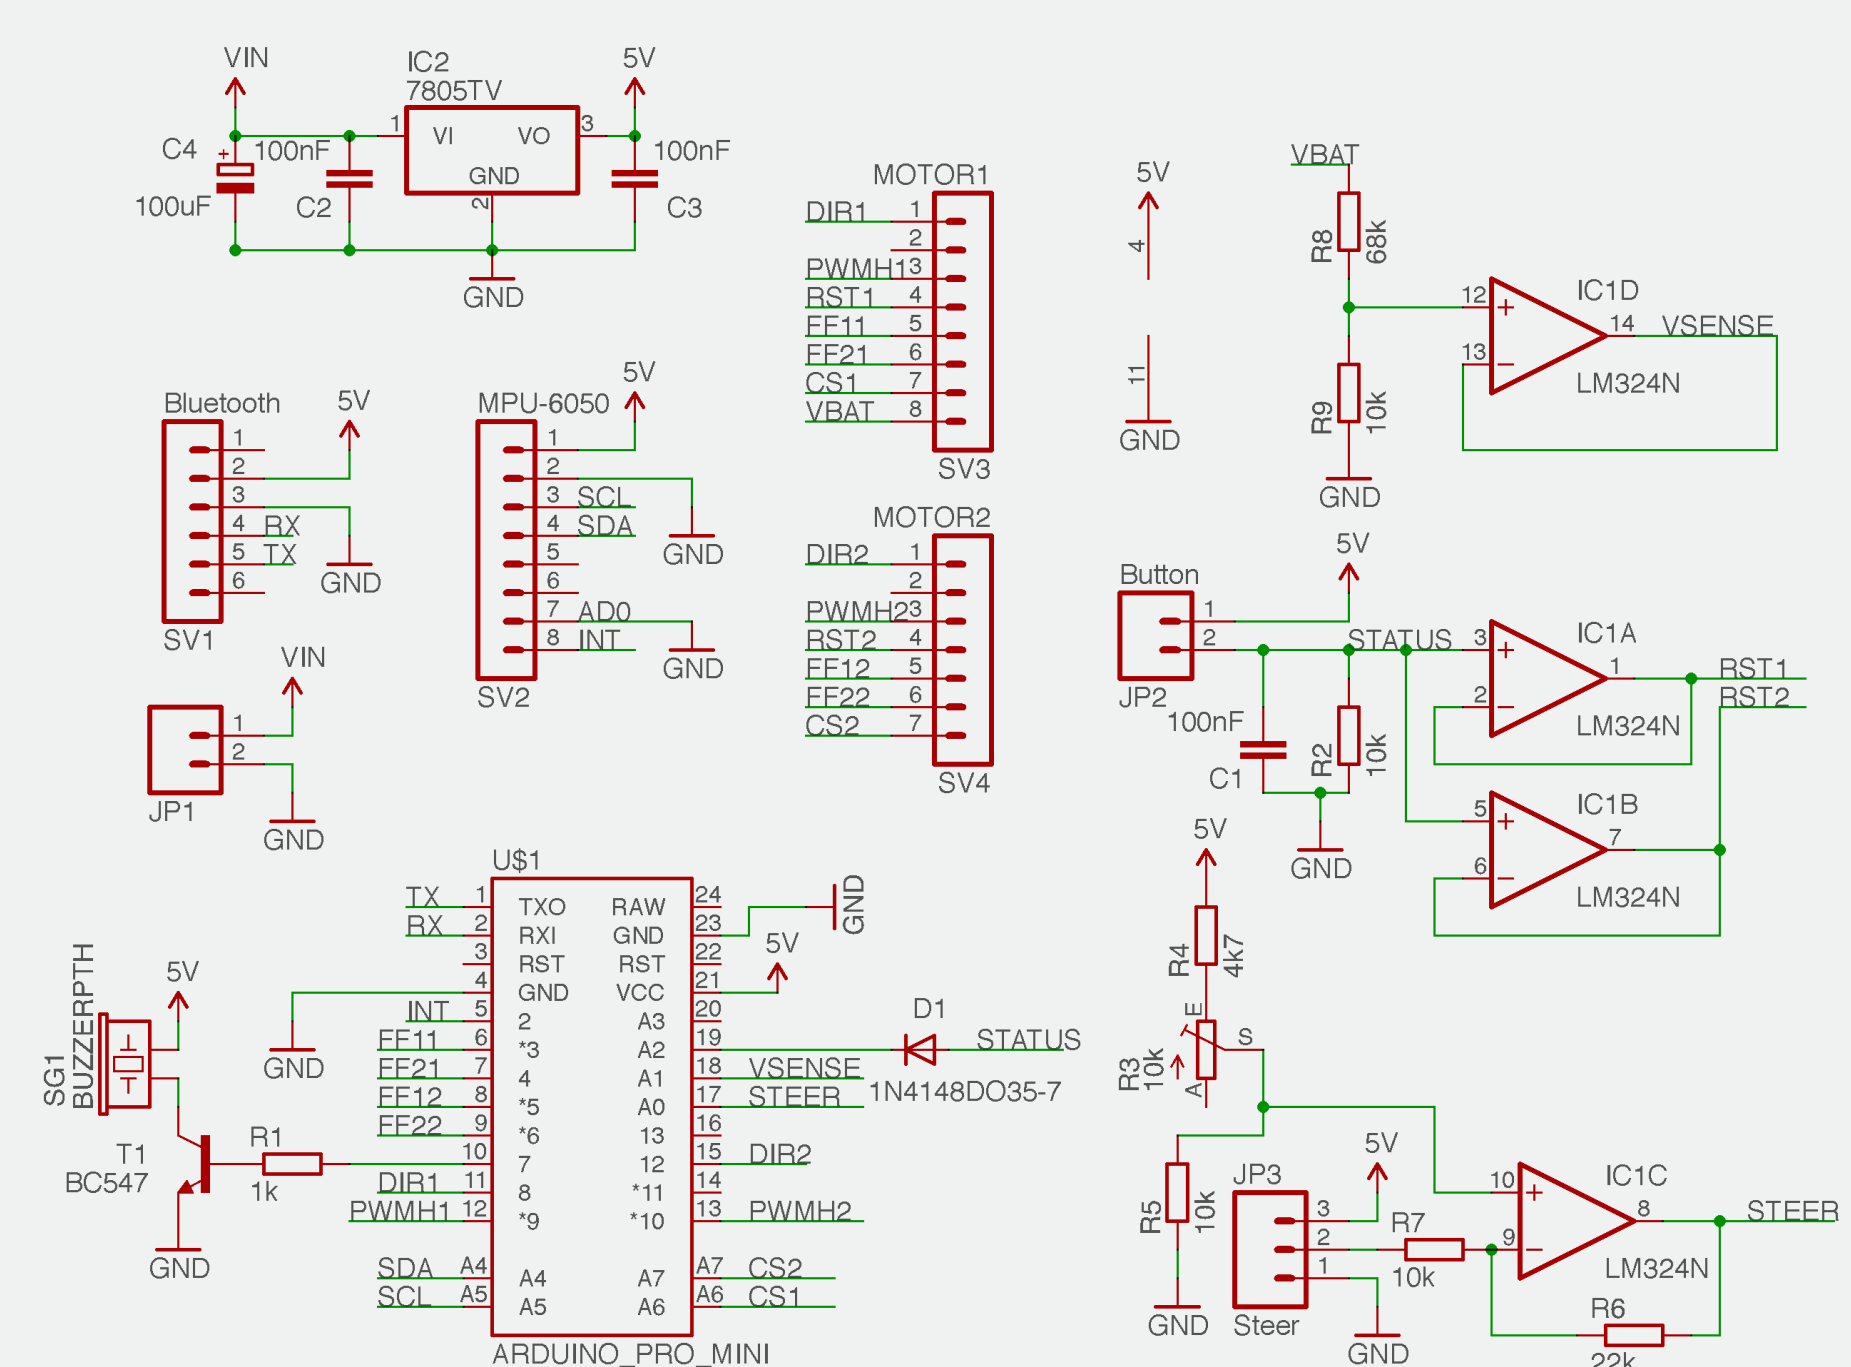 VIN
IC2
7805TV
5V
1
VI
VO
3
C4
+
100nF
100nF
GND
2
100uF
C2
C3
GND
MOTOR1
DIR1
1
2
PWMH1
3
RST1
4
FF11
5
FF21
6
CS1
7
VBAT
8
SV3
5V
4
11
GND
VBAT
R8
68k
R9
10k
GND
12
+
13
−
14
IC1D
VSENSE
LM324N
Bluetooth
5V
1
2
3
4
RX
5
TX
6
GND
SV1
MPU-6050
5V
1
2
3
SCL
4
SDA
5
6
7
AD0
8
INT
GND
GND
SV2
MOTOR2
DIR2
1
2
PWMH2
3
RST2
4
FF12
5
FF22
6
CS2
7
SV4
Button
5V
1
2
JP2
STATUS
100nF
C1
R2
10k
GND
3
+
2
−
1
IC1A
LM324N
RST1
RST2
5
+
6
−
7
IC1B
LM324N
VIN
1
2
JP1
GND
U$1
TX
1
TXO
RX
2
RXI
3
RST
4
GND
INT
5
2
FF11
6
*3
FF21
7
4
FF12
8
*5
FF22
9
*6
10
7
DIR1
11
8
PWMH1
12
*9
SDA
A4
A4
SCL
A5
A5
RAW
24
GND
23
GND
RST
22
VCC
21
5V
A3
20
A2
19
A1
18
VSENSE
A0
17
STEER
13
16
12
15
DIR2
*11
14
*10
13
PWMH2
A7
A7
CS2
A6
A6
CS1
ARDUINO_PRO_MINI
GND
SG1
BUZZERPTH
5V
T1
BC547
R1
1k
GND
D1
STATUS
1N4148DO35-7
5V
R4
4k7
E
R3
10k
S
A
R5
10k
GND
JP3
5V
3
2
1
Steer
GND
R7
10k
10
+
9
−
8
IC1C
LM324N
STEER
R6
22k